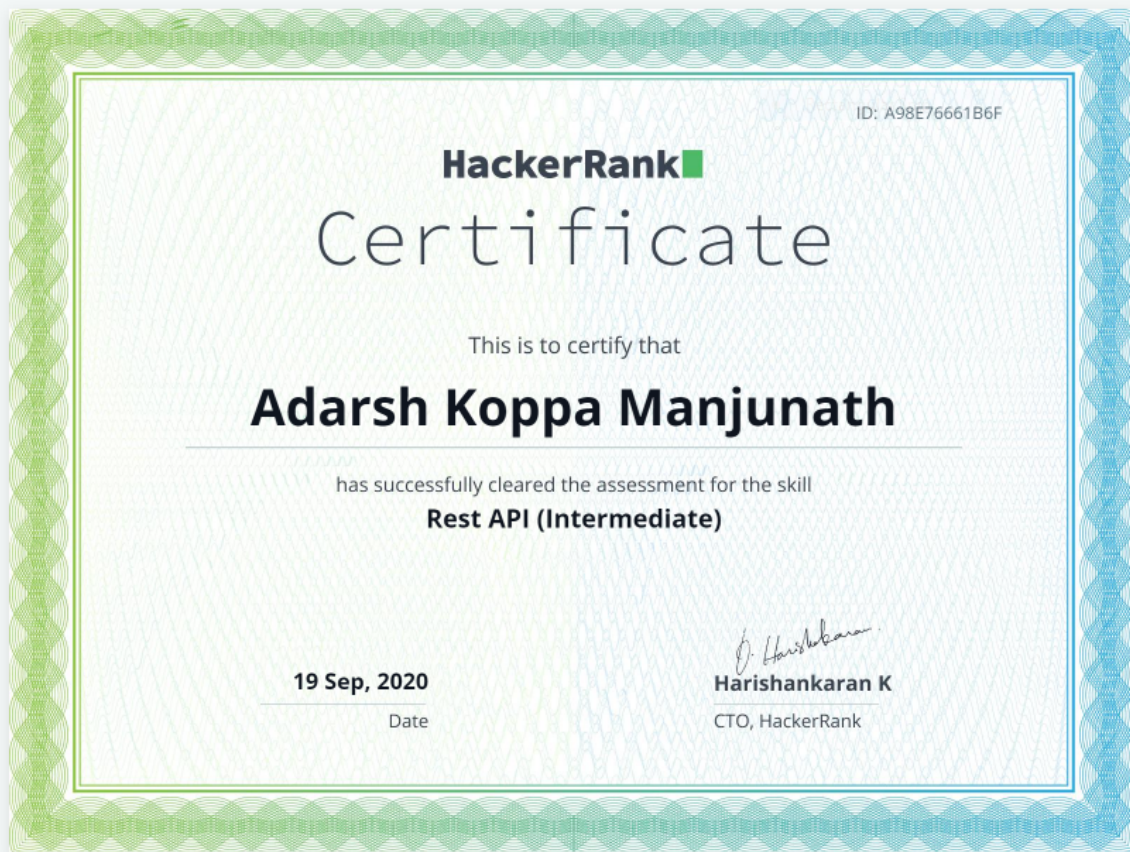 ID: A98E76661B6F
HackerRank
Certificate
This is to certify that
Adarsh Koppa Manjunath
has successfully cleared the assessment for the skill
Rest API (Intermediate)
19 Sep, 2020
Date
Harishankaran K
CTO, HackerRank